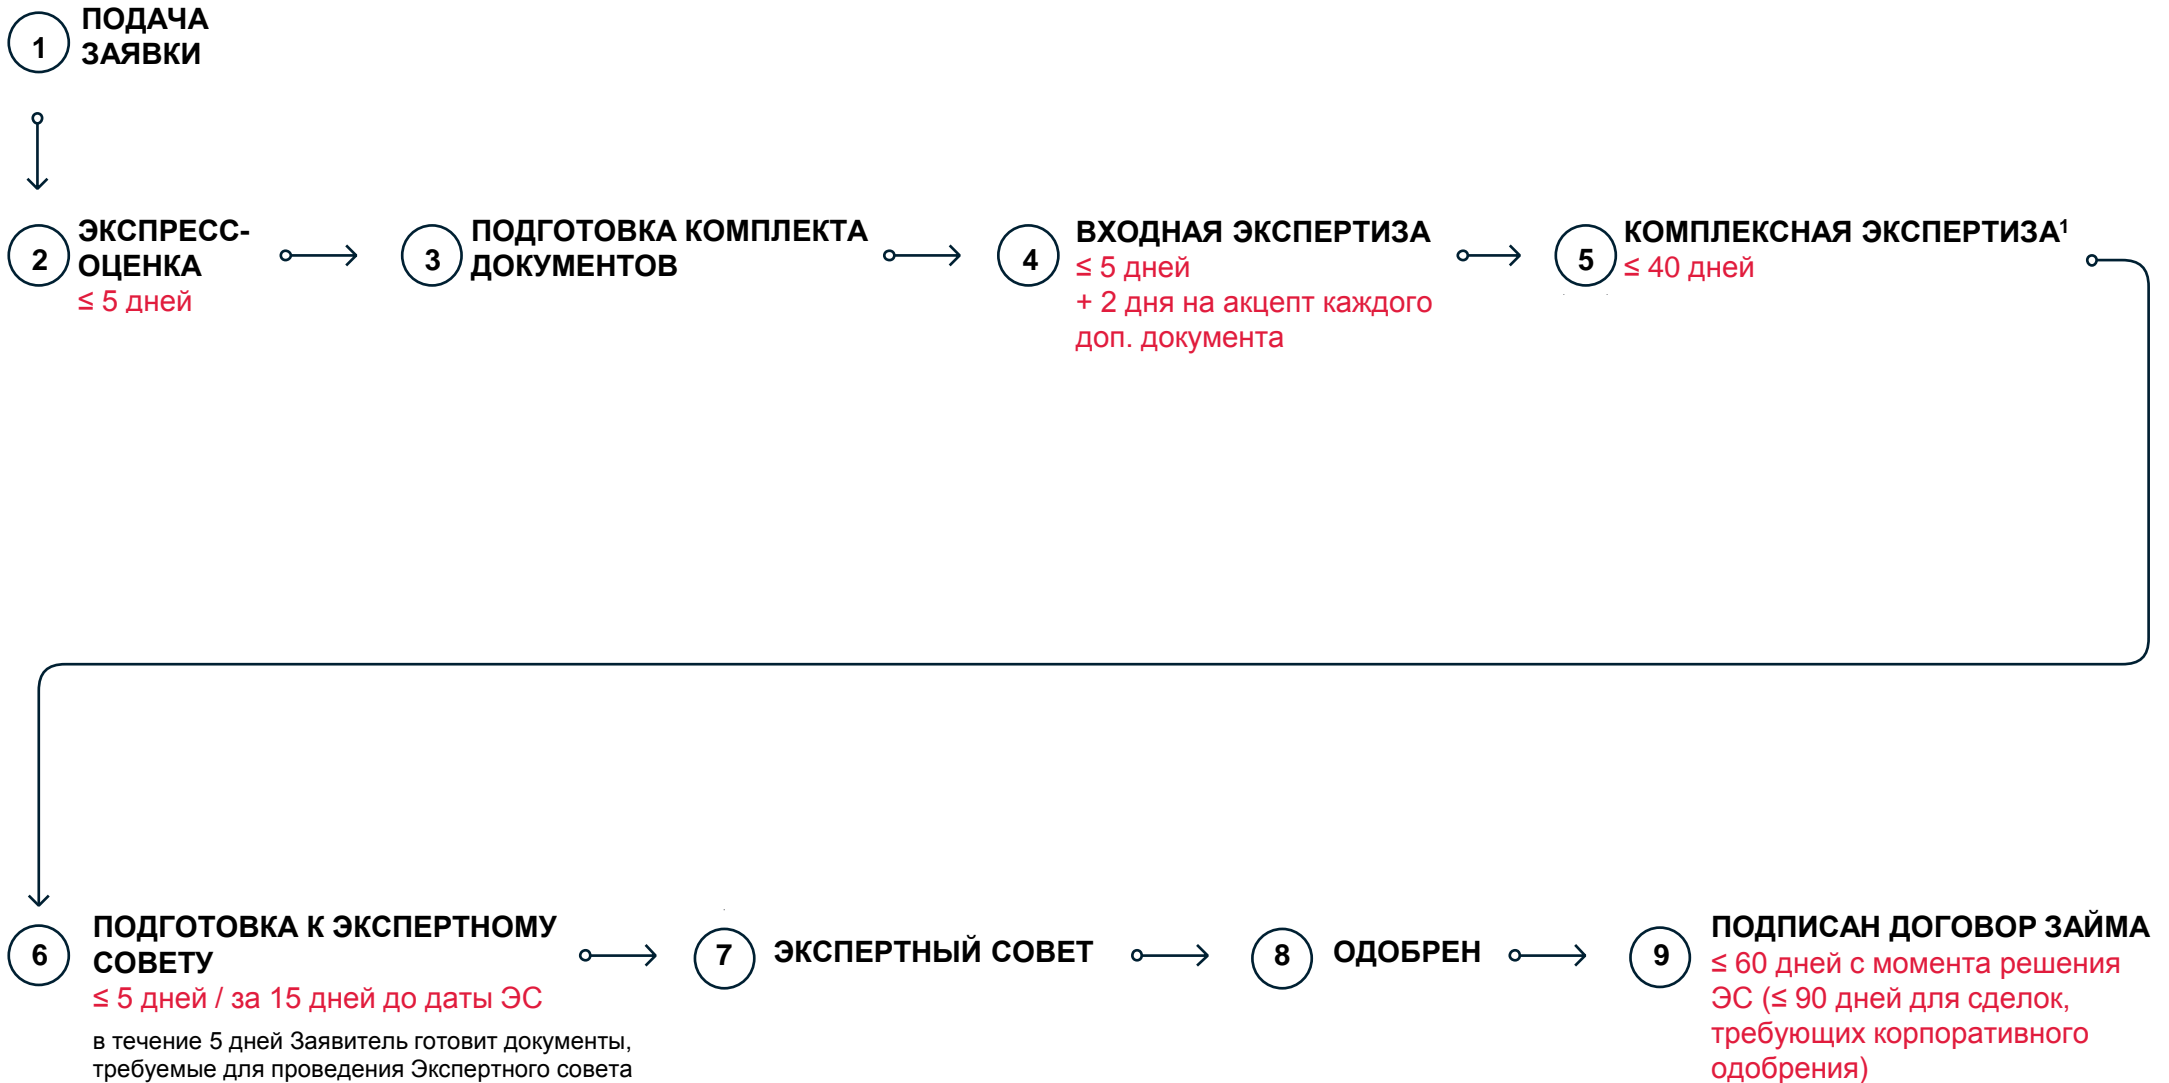 1
ПОДАЧА
ЗАЯВКИ
2
ЭКСПРЕСС-
ОЦЕНКА
≤ 5 дней
3
ПОДГОТОВКА КОМПЛЕКТА
ДОКУМЕНТОВ
4
ВХОДНАЯ ЭКСПЕРТИЗА
≤ 5 дней
+ 2 дня на акцепт каждого
доп. документа
5
КОМПЛЕКСНАЯ ЭКСПЕРТИЗА¹
≤ 40 дней
6
ПОДГОТОВКА К ЭКСПЕРТНОМУ
СОВЕТУ
≤ 5 дней / за 15 дней до даты ЭС
в течение 5 дней Заявитель готовит документы,
требуемые для проведения Экспертного совета
7
ЭКСПЕРТНЫЙ СОВЕТ
8
ОДОБРЕН
9
ПОДПИСАН ДОГОВОР ЗАЙМА
≤ 60 дней с момента решения
ЭС (≤ 90 дней для сделок,
требующих корпоративного
одобрения)